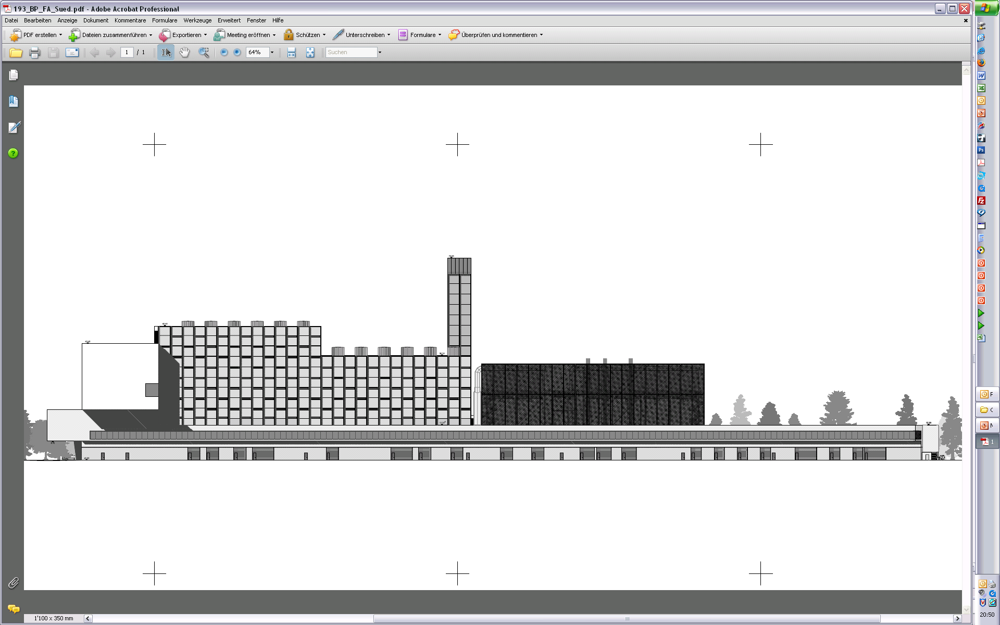 193_BP_FA_Sued.pdf - Adobe Acrobat Professional
Datei Bearbeiten Anzeige Dokument Kommentare Formulare Werkzeuge Erweitert Fenster Hilfe
PDF erstellen Dateien zusammenführen Exportieren Meeting eröffnen Schützen Unterschreiben Formulare Überprüfen und kommentieren
1 / 1 64% Suchen
F
C
1
1'100 x 350 mm
20:50